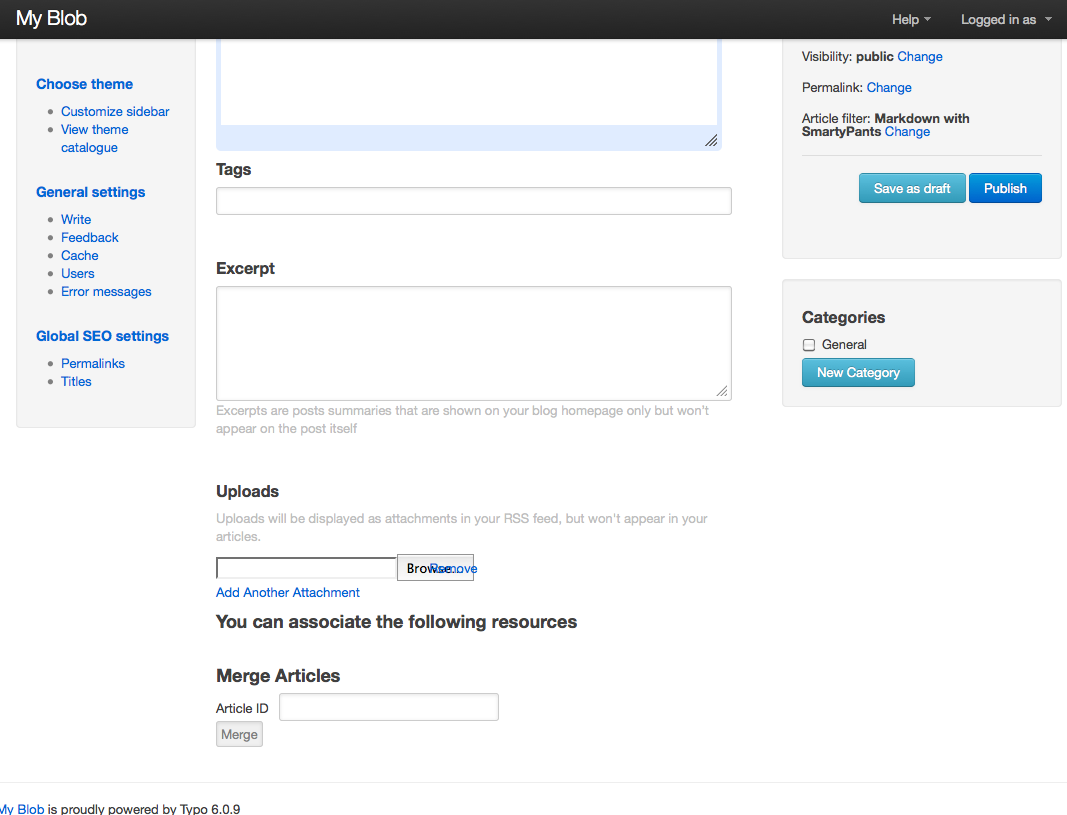 My Blob
Help
Logged in as
Choose theme
Customize sidebar
View theme
catalogue
General settings
Write
Feedback
Cache
Users
Error messages
Global SEO settings
Permalinks
Titles
Tags
Excerpt
Excerpts are posts summaries that are shown on your blog homepage only but won't
appear on the post itself
Uploads
Uploads will be displayed as attachments in your RSS feed, but won't appear in your
articles.
Browse... Remove
Add Another Attachment
You can associate the following resources
Merge Articles
Article ID
Merge
Visibility: public Change
Permalink: Change
Article filter: Markdown with
SmartyPants Change
Save as draft Publish
Categories
General
New Category
My Blob is proudly powered by Typo 6.0.9